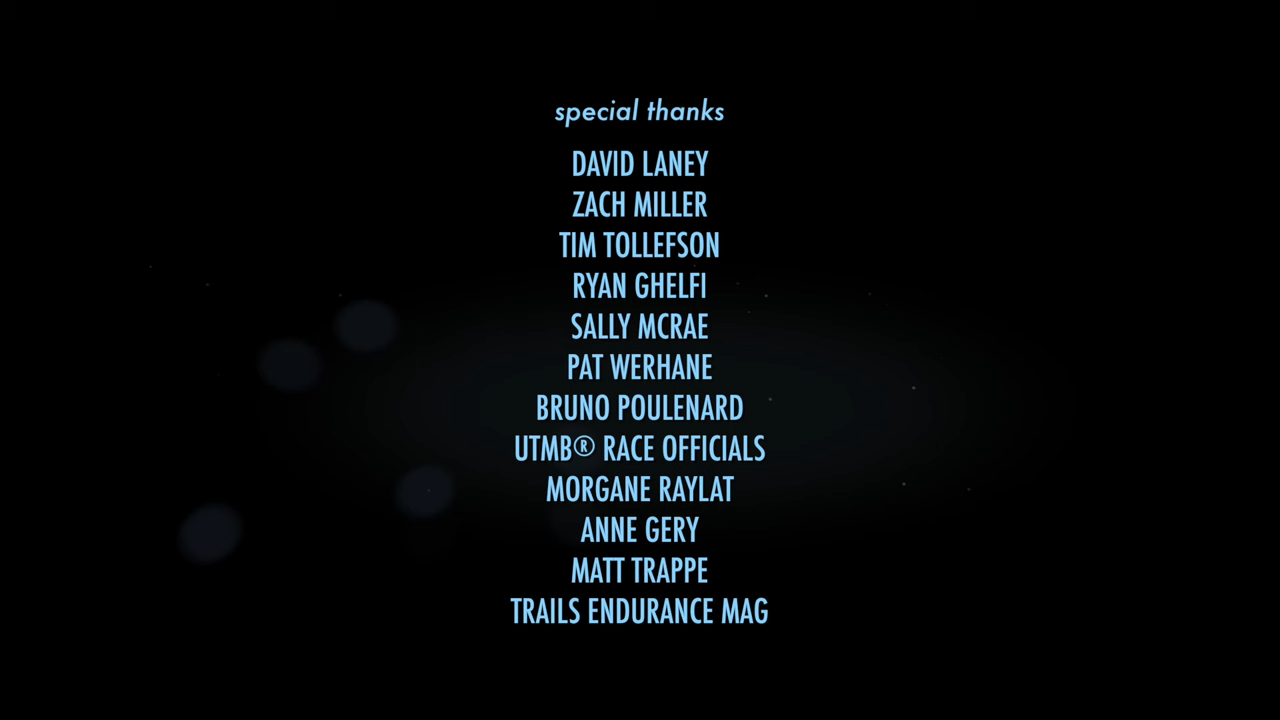 special thanks
DAVID LANEY
ZACH MILLER
TIM TOLLEFSON
RYAN GHELFI
SALLY MCRAE
PAT WERHANE
BRUNO POULENARD
UTMB® RACE OFFICIALS
MORGANE RAYLAT
ANNE GERY
MATT TRAPPE
TRAILS ENDURANCE MAG